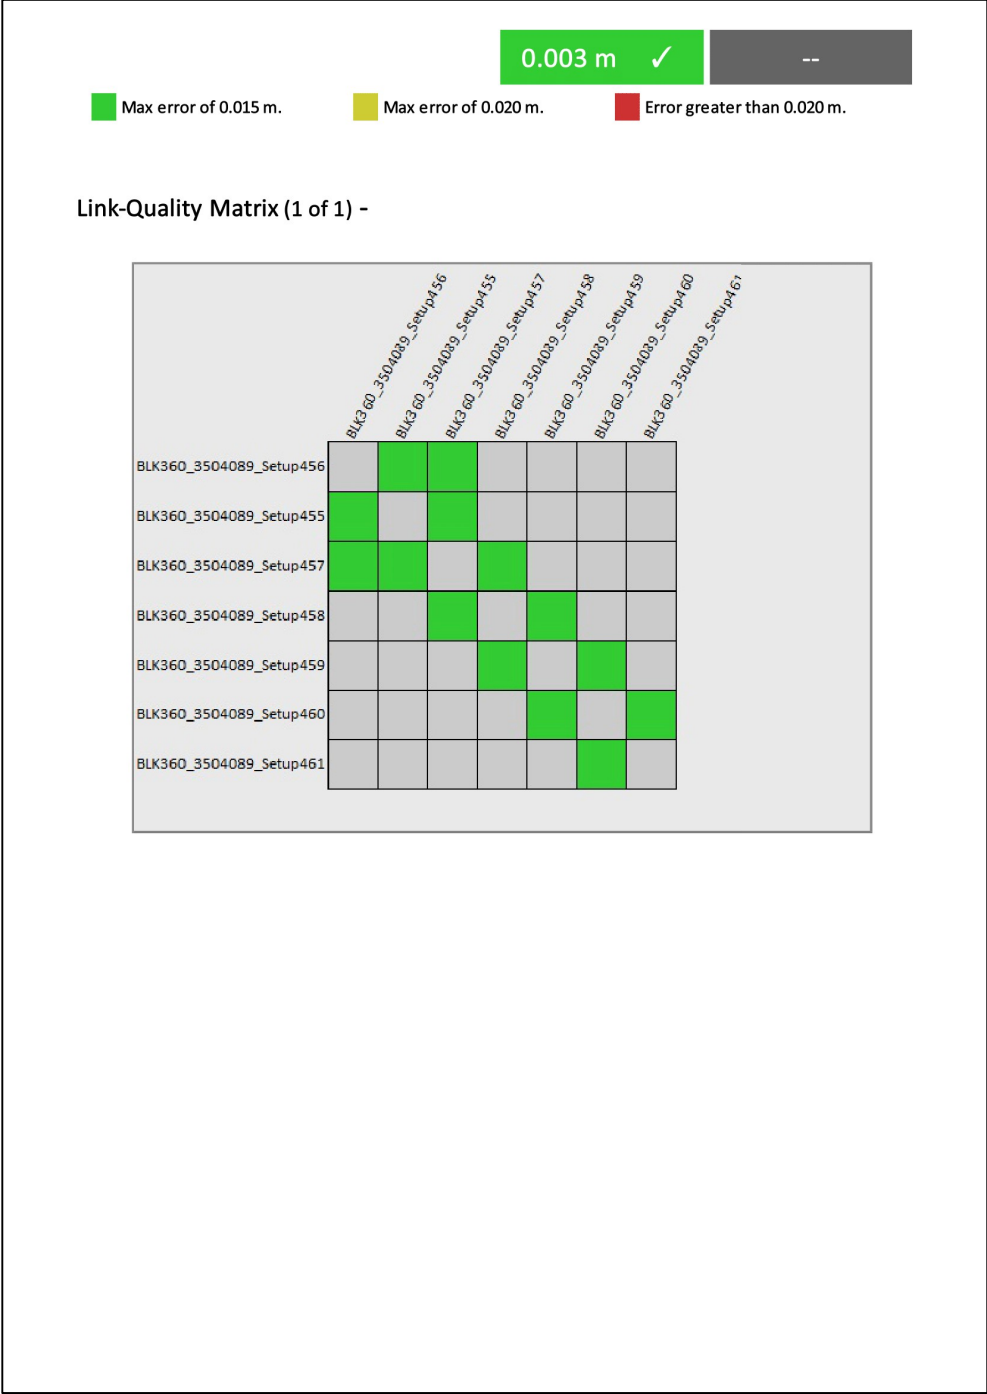 0.003 m ✓ --
Max error of 0.015 m. Max error of 0.020 m. Error greater than 0.020 m.
Link-Quality Matrix (1 of 1) -
BLK360_3504089_Setup456
BLK360_3504089_Setup455
BLK360_3504089_Setup457
BLK360_3504089_Setup458
BLK360_3504089_Setup459
BLK360_3504089_Setup460
BLK360_3504089_Setup461
BLK360_3504089_Setup456
BLK360_3504089_Setup455
BLK360_3504089_Setup457
BLK360_3504089_Setup458
BLK360_3504089_Setup459
BLK360_3504089_Setup460
BLK360_3504089_Setup461